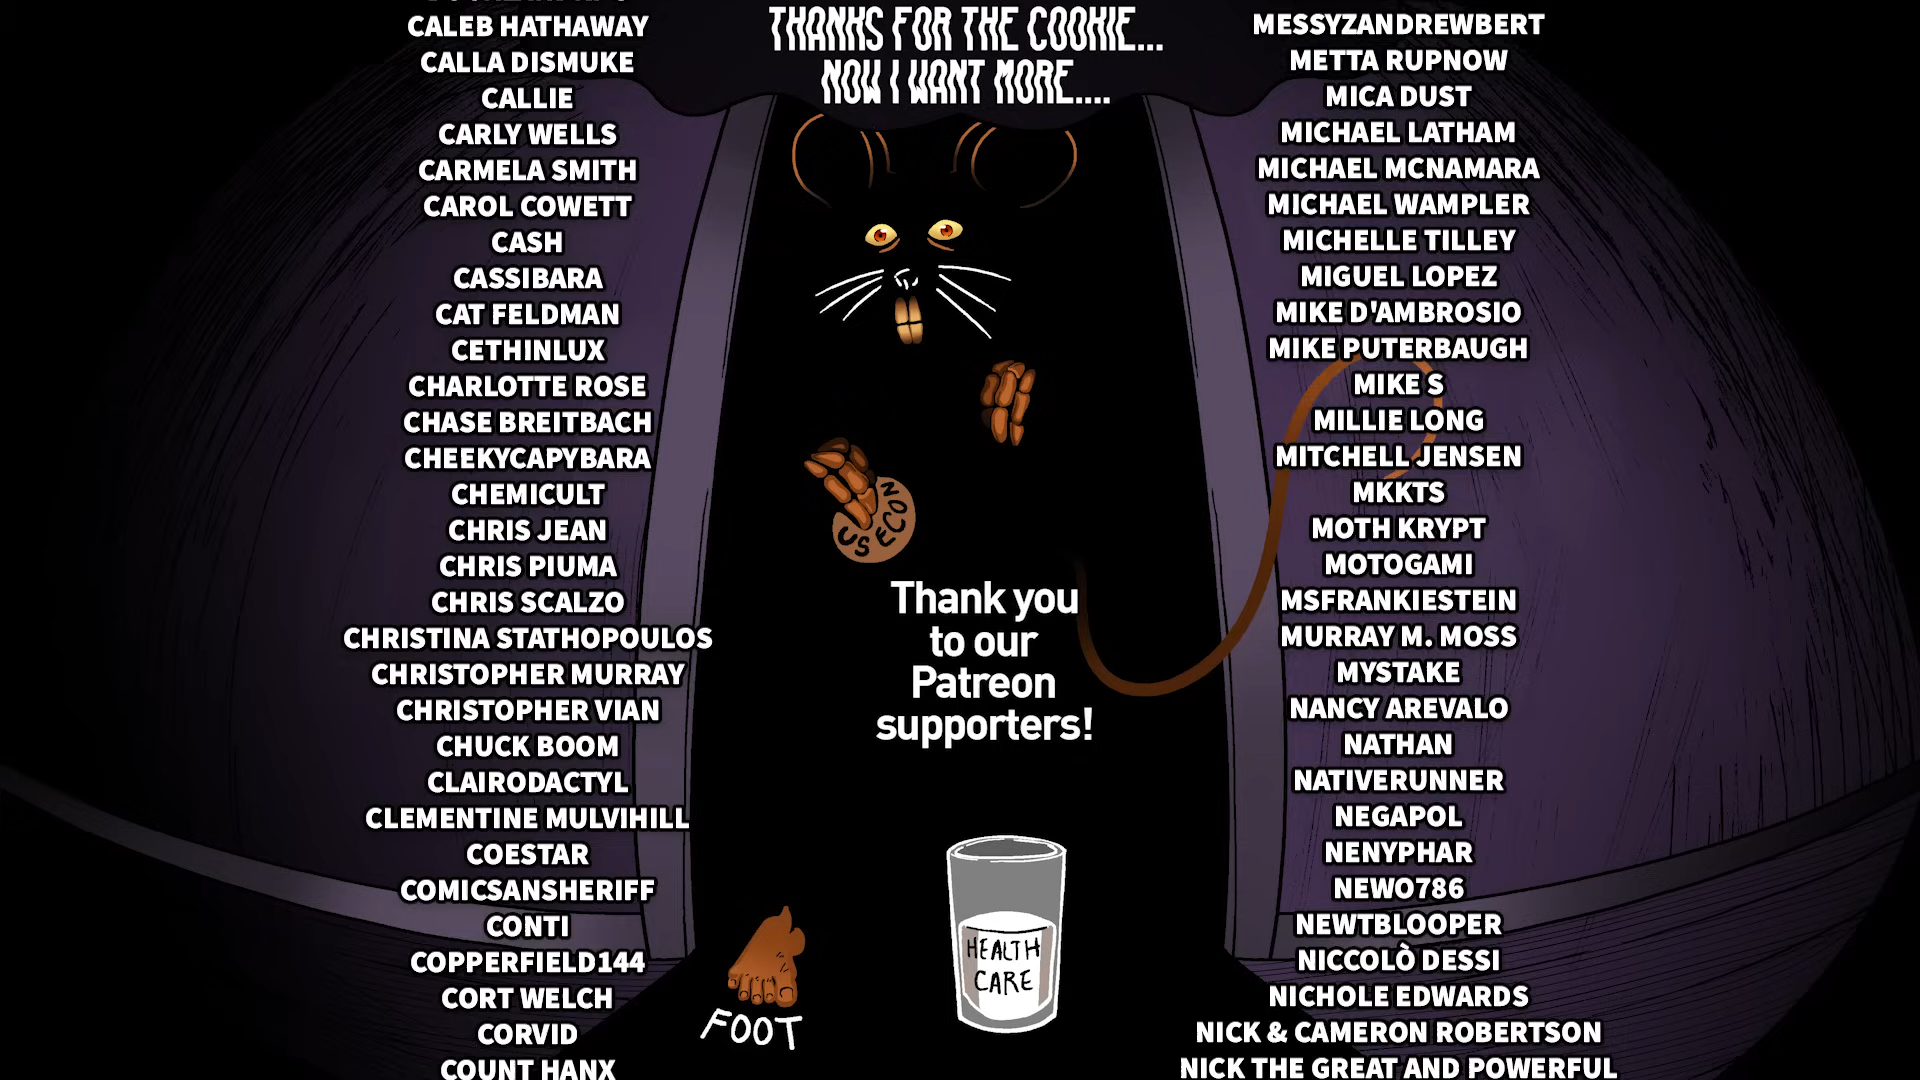 CALEB HATHAWAY
CALLA DISMUKE
CALLIE
CARLY WELLS
CARMELA SMITH
CAROL COWETT
CASH
CASSIBARA
CAT FELDMAN
CETHINLUX
CHARLOTTE ROSE
CHASE BREITBACH
CHEEKYCAPYBARA
CHEMICULT
CHRIS JEAN
CHRIS PIUMA
CHRIS SCALZO
CHRISTINA STATHOPOULOS
CHRISTOPHER MURRAY
CHRISTOPHER VIAN
CHUCK BOOM
CLAIRODACTYL
CLEMENTINE MULVIHILL
COESTAR
COMICSANSHERIFF
CONTI
COPPERFIELD144
CORT WELCH
CORVID
COUNT HANX
THANKS FOR THE COOKIE...
NOW I WANT MORE....
US ECON
Thank you
to our
Patreon
supporters!
HEALTH
CARE
FOOT
MESSYZANDREWBERT
METTA RUPNOW
MICA DUST
MICHAEL LATHAM
MICHAEL MCNAMARA
MICHAEL WAMPLER
MICHELLE TILLEY
MIGUEL LOPEZ
MIKE D'AMBROSIO
MIKE PUTERBAUGH
MIKE S
MILLIE LONG
MITCHELL JENSEN
MKKTS
MOTH KRYPT
MOTOGAMI
MSFRANKIESTEIN
MURRAY M. MOSS
MYSTAKE
NANCY AREVALO
NATHAN
NATIVERUNNER
NEGAPOL
NENYPHAR
NEWO786
NEWTBLOOPER
NICCOLÒ DESSI
NICHOLE EDWARDS
NICK & CAMERON ROBERTSON
NICK THE GREAT AND POWERFUL